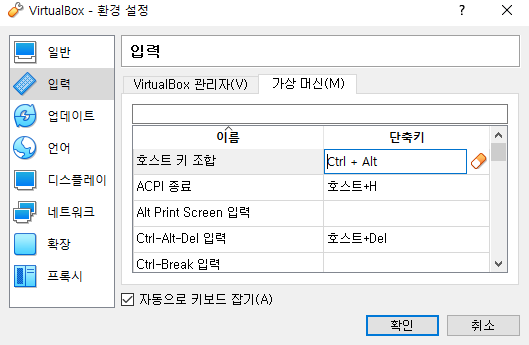 VirtualBox - 환경 설정
일반
입력
업데이트
언어
디스플레이
네트워크
확장
프록시
입력
VirtualBox 관리자(V) 가상 머신(M)
이름 단축키
호스트 키 조합 Ctrl + Alt
ACPI 종료 호스트+H
Alt Print Screen 입력
Ctrl-Alt-Del 입력 호스트+Del
Ctrl-Break 입력
자동으로 키보드 잡기(A)
확인 취소